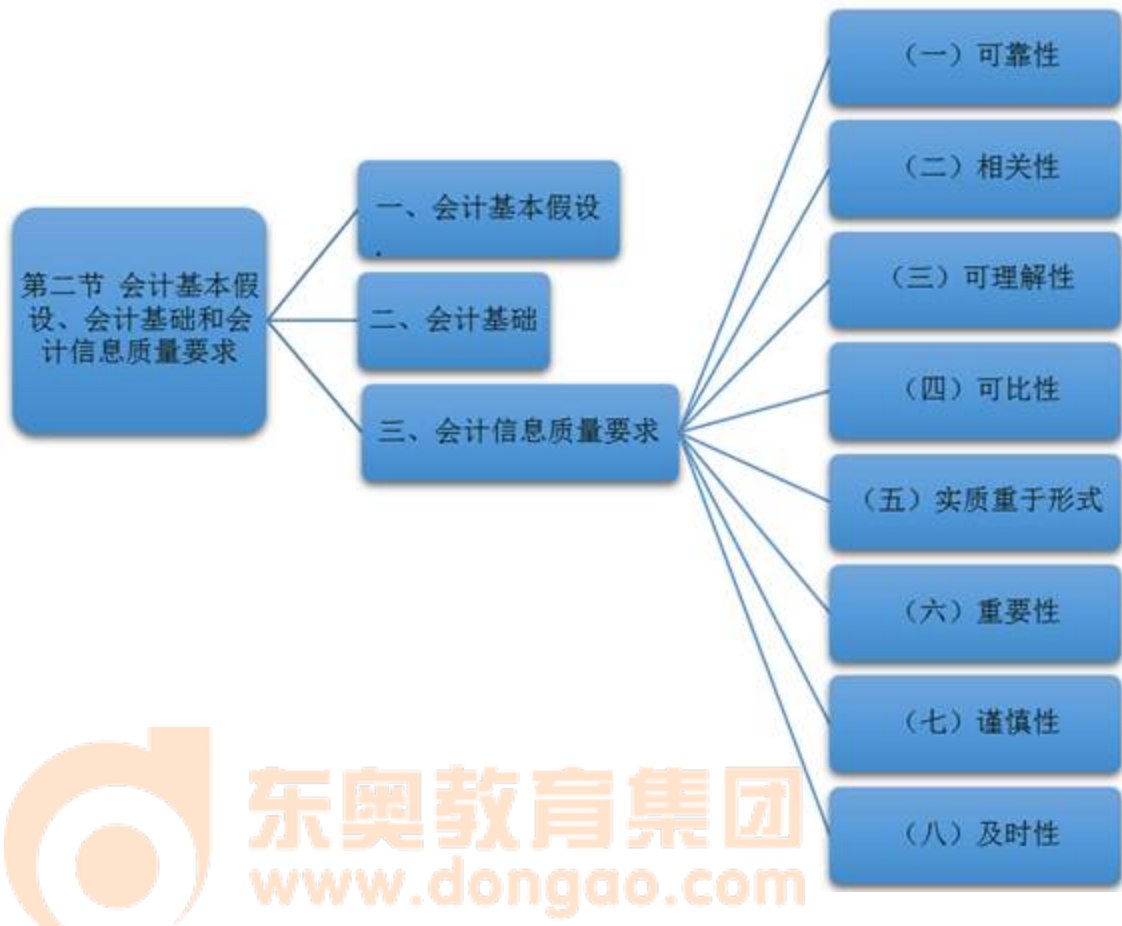 第二节 会计基本假
设、会计基础和会
计信息质量要求
一、会计基本假设
.
二、会计基础
三、会计信息质量要求
（一）可靠性
（二）相关性
（三）可理解性
（四）可比性
（五）实质重于形式
（六）重要性
（七）谨慎性
（八）及时性
东奥教育集团
www.dongao.com